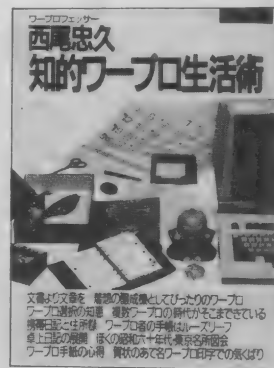 ワープロフェッサー
西尾忠久
知的ワープロ生活術
文書より文章を 着想の醸成機としてぴったりのワープロ
ワープロ選択の知恵 複数ワープロの時代がそこまできている
携帯日記と住所録 ワープロ者の手帳はルーズリーフ
卓上日記の展開 ぼくの昭和六十年代・東京名所図会
ワープロ手紙の心得 賀状のあて名ワープロ印字での気くばり